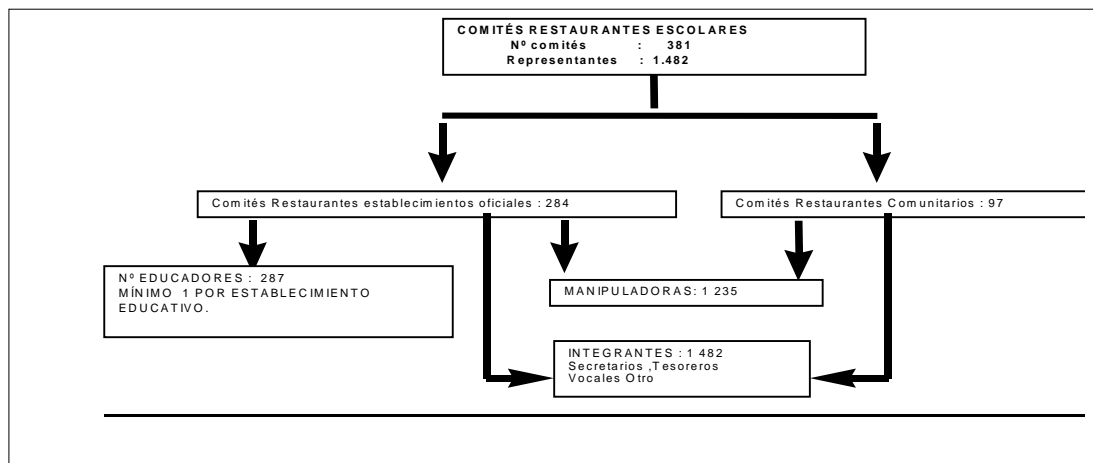 COMITÉS RESTAURANTES ESCOLARES
Nº comités : 381
Representantes : 1.482
Comités Restaurantes establecimientos oficiales : 284
Comités Restaurantes Comunitarios : 97
Nº EDUCADORES : 287
MÍNIMO 1 POR ESTABLECIMIENTO
EDUCATIVO.
MANIPULADORAS: 1 235
INTEGRANTES : 1 482
Secretarios ,Tesoreros
Vocales Otro